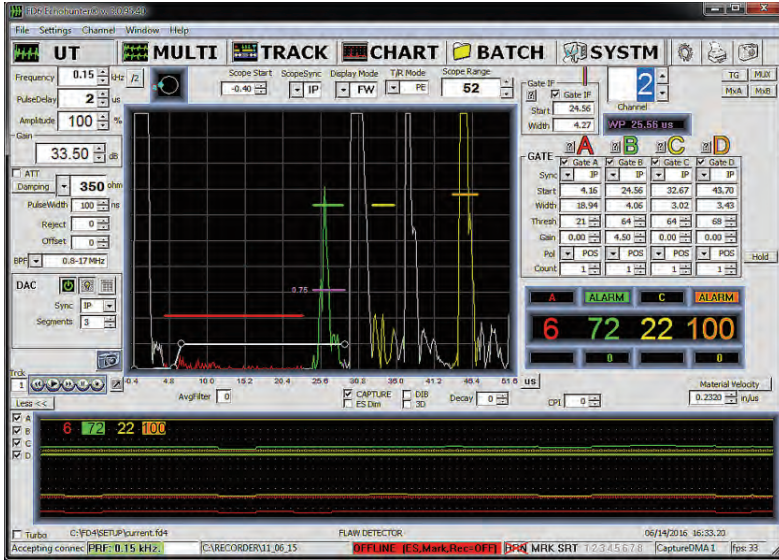 FD6 Echohunter® v. 3.0.43.40
File Settings Channel Window Help
UT MULTI TRACK CHART BATCH SYSTM
Frequency 0.15 kHz /2
PulseDelay 2 us
Amplitude 100 %
Gain
33.50 dB
ATT
Damping 350 ohm
PulseWidth 100 ns
Reject 0
Offset 0
BPF 0.8-17 MHz
DAC
Sync IP
Segments 3
Trck
1
Less <<
Scope Start ScopeSync Display Mode T/R Mode Scope Range
-0.40 IP FW PE 52
0.75
-0.4 4.8 10.0 15.2 20.4 25.6 30.8 36.0 41.2 46.4 51.6 us
AvgFilter 0
CAPTURE DIB
ES Dim 3D
Decay 0
CPI 0
Gate IF
Gate IF
Start 24.56
Width 4.27
2
Channel
WP 25.56 us
TG MUX
MxA MxB
A B C D
GATE Gate A Gate B Gate C Gate D
Sync IP IP IP IP
Start 4.16 24.56 32.67 43.70
Width 18.94 4.06 3.02 3.43
Thresh 21 64 64 68
Gain 0.00 4.50 0.00 0.00
Pol POS POS POS POS
Count 1 1 1 1
Hold
A ALARM C ALARM
6 72 22 100
0 0
Material Velocity
0.2320 in/us
A
B
C
D
6 72 22 100
Turbo C:\FD4\SETUP\current.fd4 FLAW DETECTOR 06/14/2016 16:33.20
Accepting connec PRF: 0.15 kHz. C:\RECORDER\11_06_15 OFFLINE (ES,Mark,Rec=OFF) MRK SRT 12345678 CaptureDMA1 fps: 33